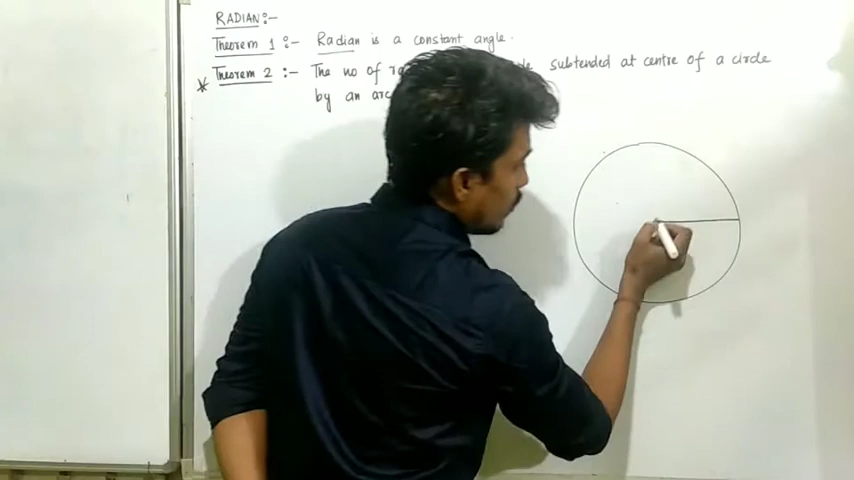 RADIAN:-
Theorem 1:- Radian is a constant angle.
* Theorem 2:- The no of subtended at centre of a circle
by an arc